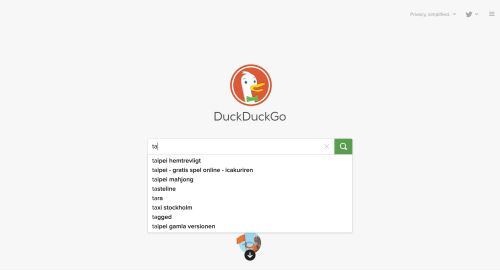 Privacy, simplified.
DuckDuckGo
ta
taipei hemtrevligt
taipei - gratis spel online - icakuriren
taipei mahjong
tasteline
tara
taxi stockholm
tagged
taipei gamla versionen